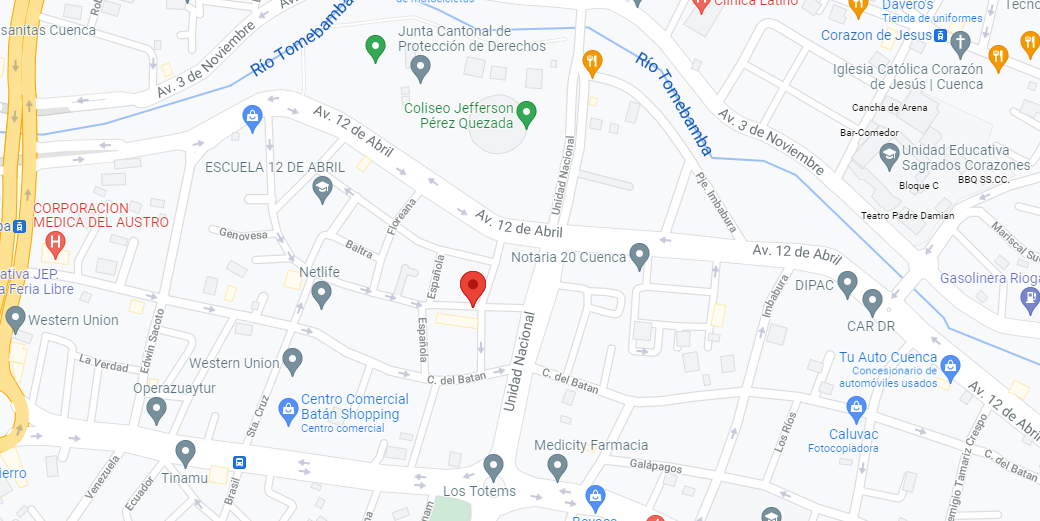 de motocicletas
Clínica Latino
Davero's
Tienda de uniformes
Tecno
sanitas Cuenca
Av. 3 de Noviembre
Río Tomebamba
Junta Cantonal de
Protección de Derechos
Corazon de Jesus
Iglesia Católica Corazón
de Jesús | Cuenca
Río Tomebamba
Coliseo Jefferson
Pérez Quezada
Av. 12 de Abril
Av. 3 de Noviembre
Cancha de Arena
Bar-Comedor
Unidad Educativa
Sagrados Corazones
BBQ SS.CC.
Bloque C
ESCUELA 12 DE ABRIL
Unidad Nacional
Pje. Imbabura
CORPORACION
MEDICA DEL AUSTRO
Floreana
Teatro Padre Damian
Av. 12 de Abril
Genovesa
Baltra
Mariscal Suc
Av. 12 de Abril
Notaria 20 Cuenca
ativa JEP.
a Feria Libre
Netlife
Española
Imbabura
DIPAC
Gasolinera Rioga
CAR DR
Western Union
Edwin Sacoto
Española
Unidad Nacional
La Verdad
Western Union
C. del Batan
C. del Batan
Tu Auto Cuenca
Concesionario de
automóviles usados
Operazuaytur
Centro Comercial
Batán Shopping
Centro comercial
Sta. Cruz
Av. 12 de Abril
Los Ríos
Caluvac
Fotocopiadora
Medicity Farmacia
Galápagos
Venezuela
Ecuador
Tinamu
Brasil
Los Totems
C. del Batan
emigio Tamariz Crespo
ierro
nam